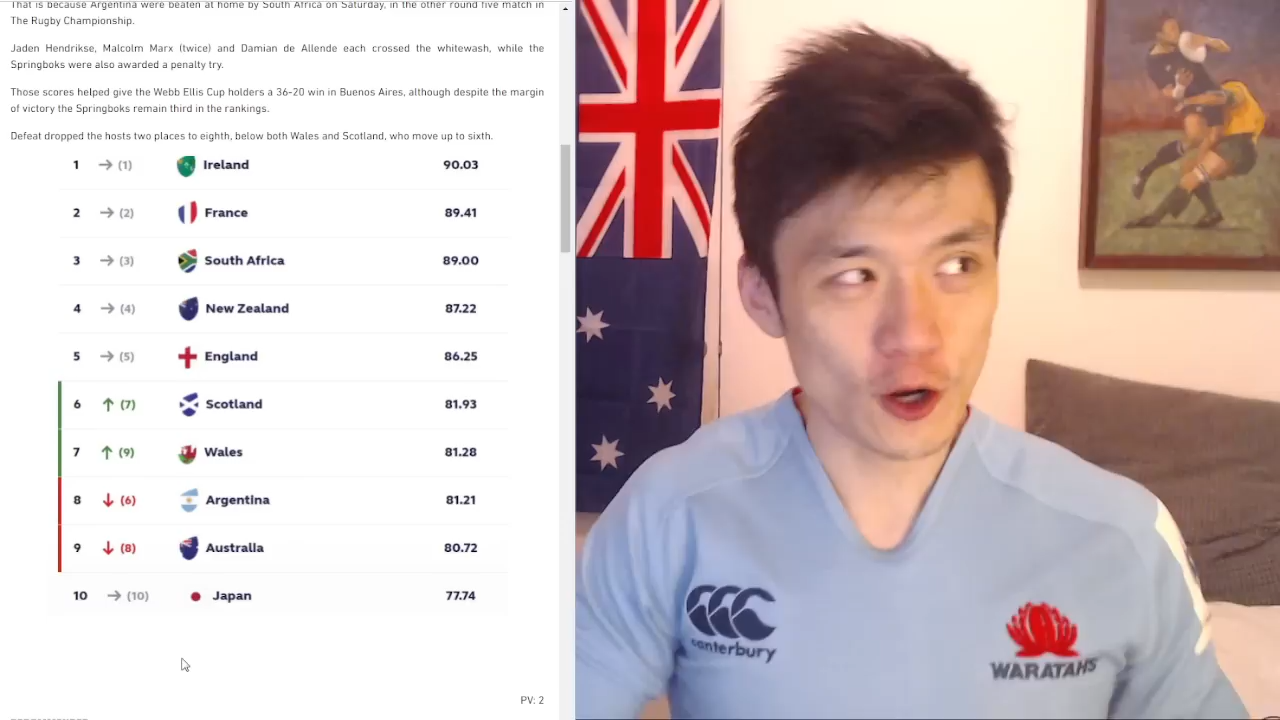 That is because Argentina were beaten at home by South Africa on Saturday, in the other round five match in
The Rugby Championship.
Jaden Hendrikse, Malcolm Marx (twice) and Damian de Allende each crossed the whitewash, while the
Springboks were also awarded a penalty try.
Those scores helped give the Webb Ellis Cup holders a 36-20 win in Buenos Aires, although despite the margin
of victory the Springboks remain third in the rankings.
Defeat dropped the hosts two places to eighth, below both Wales and Scotland, who move up to sixth.
1 → (1) Ireland 90.03
2 → (2) France 89.41
3 → (3) South Africa 89.00
4 → (4) New Zealand 87.22
5 → (5) England 86.25
6 ↑ (7) Scotland 81.93
7 ↑ (9) Wales 81.28
8 ↓ (6) Argentina 81.21
9 ↓ (8) Australia 80.72
10 → (10) Japan 77.74
PV: 2
canterbury
WARATAHS